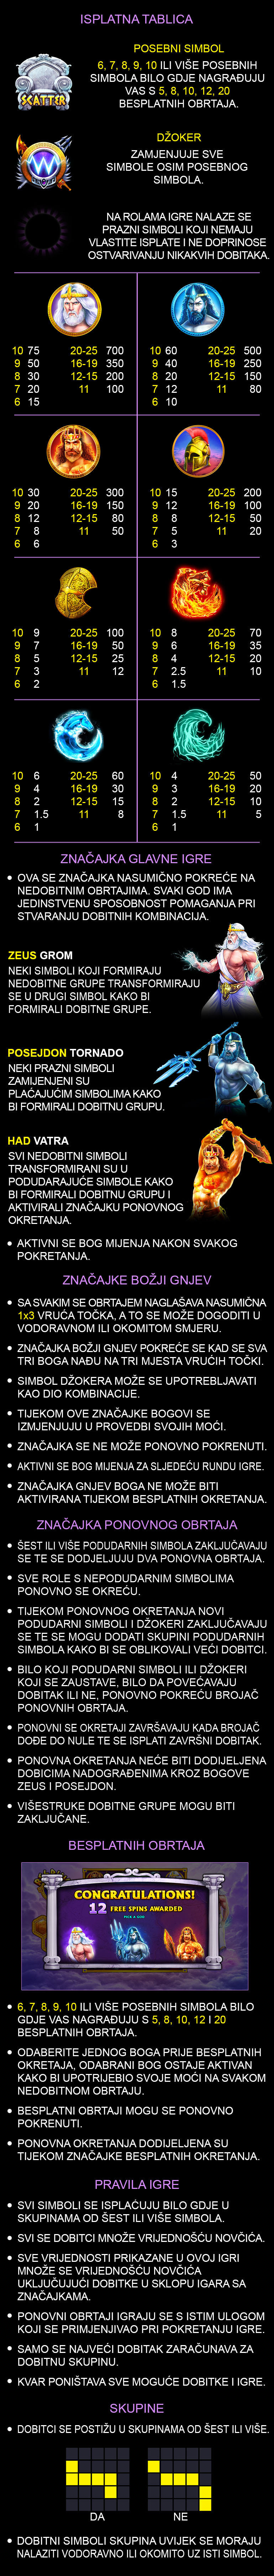 ISPLATNA TABLICA
POSEBNI SIMBOL
6, 7, 8, 9, 10 ILI VIŠE POSEBNIH
SIMBOLA BILO GDJE NAGRAĐUJU
VAS S 5, 8, 10, 12, 20
BESPLATNIH OBRTAJA.
SCATTER
DŽOKER
ZAMJENJUJE SVE
SIMBOLE OSIM POSEBNOG
SIMBOLA.
W
WILD
NA ROLAMA IGRE NALAZE SE
PRAZNI SIMBOLI KOJI NEMAJU
VLASTITE ISPLATE I NE DOPRINOSE
OSTVARIVANJU NIKAKVIH DOBITAKA.
10 75 20-25 700
9 50 16-19 350
8 30 12-15 200
7 20 11 100
6 15
10 60 20-25 500
9 40 16-19 250
8 20 12-15 150
7 12 11 80
6 10
10 30 20-25 300
9 20 16-19 150
8 12 12-15 80
7 8 11 50
6 6
10 15 20-25 200
9 12 16-19 100
8 8 12-15 50
7 5 11 20
6 3
10 9 20-25 100
9 7 16-19 50
8 5 12-15 25
7 3 11 12
6 2
10 8 20-25 70
9 6 16-19 35
8 4 12-15 20
7 2.5 11 10
6 1.5
10 6 20-25 60
9 4 16-19 30
8 2 12-15 15
7 1.5 11 8
6 1
10 4 20-25 50
9 3 16-19 20
8 2 12-15 10
7 1.5 11 5
6 1
ZNAČAJKA GLAVNE IGRE
• OVA SE ZNAČAJKA NASUMIČNO POKREĆE NA
NEDOBITNIM OBRTAJIMA. SVAKI GOD IMA
JEDINSTVENU SPOSOBNOST POMAGANJA PRI
STVARANJU DOBITNIH KOMBINACIJA.
ZEUS GROM
NEKI SIMBOLI KOJI FORMIRAJU
NEDOBITNE GRUPE TRANSFORMIRAJU
SE U DRUGI SIMBOL KAKO BI
FORMIRALI DOBITNE GRUPE.
POSEJDON TORNADO
NEKI PRAZNI SIMBOLI
ZAMIJENJENI SU
PLAĆAJUĆIM SIMBOLIMA KAKO
BI FORMIRALI DOBITNU GRUPU.
HAD VATRA
SVI NEDOBITNI SIMBOLI
TRANSFORMIRANI SU U
PODUDARAJUĆE SIMBOLE KAKO
BI FORMIRALI DOBITNU GRUPU I
AKTIVIRALI ZNAČAJKU PONOVNOG
OKRETANJA.
• AKTIVNI SE BOG MIJENJA NAKON SVAKOG
POKRETANJA.
ZNAČAJKE BOŽJI GNJEV
• SA SVAKIM SE OBRTAJEM NAGLAŠAVA NASUMIČNA
1x3 VRUĆA TOČKA, A TO SE MOŽE DOGODITI U
VODORAVNOM ILI OKOMITOM SMJERU.
• ZNAČAJKA BOŽJI GNJEV POKREĆE SE KAD SE SVA
TRI BOGA NAĐU NA TRI MJESTA VRUĆIH TOČKI.
• SIMBOL DŽOKERA MOŽE SE UPOTREBLJAVATI
KAO DIO KOMBINACIJE.
• TIJEKOM OVE ZNAČAJKE BOGOVI SE
IZMJENJUJU U PROVEDBI SVOJIH MOĆI.
• ZNAČAJKA SE NE MOŽE PONOVNO POKRENUTI.
• AKTIVNI SE BOG MIJENJA ZA SLJEDEĆU RUNDU IGRE.
• ZNAČAJKA GNJEV BOGA NE MOŽE BITI
AKTIVIRANA TIJEKOM BESPLATNIH OKRETANJA.
ZNAČAJKA PONOVNOG OBRTAJA
• ŠEST ILI VIŠE PODUDARNIH SIMBOLA ZAKLJUČAVAJU
SE TE SE DODJELJUJU DVA PONOVNA OBRTAJA.
• SVE ROLE S NEPODUDARNIM SIMBOLIMA
PONOVNO SE OKREĆU.
• TIJEKOM PONOVNOG OKRETANJA NOVI
PODUDARNI SIMBOLI I DŽOKERI ZAKLJUČAVAJU
SE TE SE MOGU DODATI SKUPINI PODUDARNIH
SIMBOLA KAKO BI SE OBLIKOVALI VEĆI DOBITCI.
• BILO KOJI PODUDARNI SIMBOLI ILI DŽOKERI
KOJI SE ZAUSTAVE, BILO DA POVEĆAVAJU
DOBITAK ILI NE, PONOVNO POKREĆU BROJAČ
PONOVNIH OBRTAJA.
• PONOVNI SE OKRETAJI ZAVRŠAVAJU KADA BROJAČ
DOĐE DO NULE TE SE ISPLATI ZAVRŠNI DOBITAK.
• PONOVNA OKRETANJA NEĆE BITI DODIJELJENA
DOBICIMA NADOGRAĐENIMA KROZ BOGOVE
ZEUS I POSEJDON.
• VIŠESTRUKE DOBITNE GRUPE MOGU BITI
ZAKLJUČANE.
BESPLATNIH OBRTAJA
CONGRATULATIONS!
12 FREE SPINS AWARDED
PICK A GOD
• 6, 7, 8, 9, 10 ILI VIŠE POSEBNIH SIMBOLA BILO
GDJE VAS NAGRAĐUJU S 5, 8, 10, 12 I 20
BESPLATNIH OBRTAJA.
• ODABERITE JEDNOG BOGA PRIJE BESPLATNIH
OKRETAJA, ODABRANI BOG OSTAJE AKTIVAN
KAKO BI UPOTRIJEBIO SVOJE MOĆI NA SVAKOM
NEDOBITNOM OBRTAJU.
• BESPLATNI OBRTAJI MOGU SE PONOVNO
POKRENUTI.
• PONOVNA OKRETANJA DODIJELJENA SU
TIJEKOM ZNAČAJKE BESPLATNIH OKRETANJA.
PRAVILA IGRE
• SVI SIMBOLI SE ISPLAĆUJU BILO GDJE U
SKUPINAMA OD ŠEST ILI VIŠE SIMBOLA.
• SVI SE DOBITCI MNOŽE VRIJEDNOŠĆU NOVČIĆA.
• SVE VRIJEDNOSTI PRIKAZANE U OVOJ IGRI
MNOŽE SE VRIJEDNOŠĆU NOVČIĆA
UKLJUČUJUĆI DOBITKE U SKLOPU IGARA SA
ZNAČAJKAMA.
• PONOVNI OBRTAJI IGRAJU SE S ISTIM ULOGOM
KOJI SE PRIMJENJIVAO PRI POKRETANJU IGRE.
• SAMO SE NAJVEĆI DOBITAK ZARAČUNAVA ZA
DOBITNU SKUPINU.
• KVAR PONIŠTAVA SVE MOGUĆE DOBITKE I IGRE.
SKUPINE
• DOBITCI SE POSTIŽU U SKUPINAMA OD ŠEST ILI VIŠE.
DA NE
• DOBITNI SIMBOLI SKUPINA UVIJEK SE MORAJU
NALAZITI VODORAVNO ILI OKOMITO UZ ISTI SIMBOL.